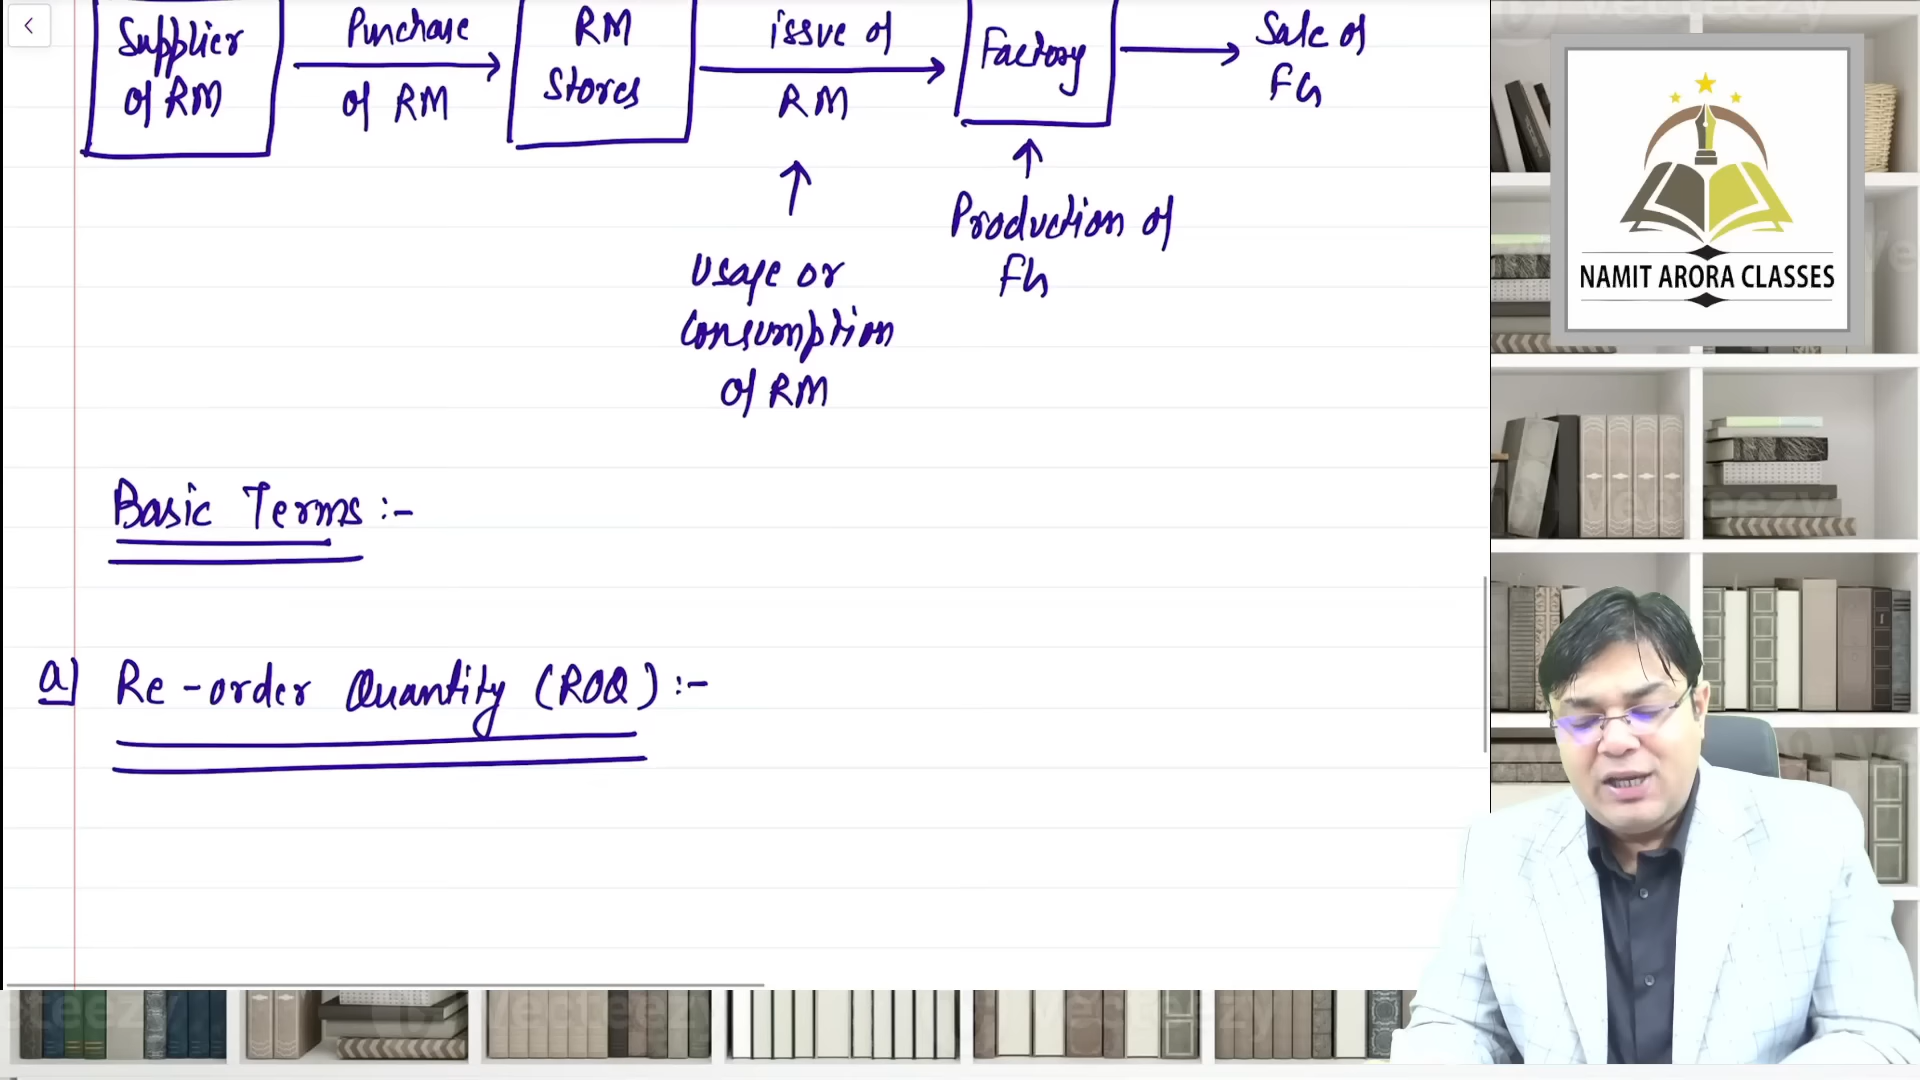 Supplier
of RM
Purchase
of RM
RM
Stores
issue of
RM
Factory
Sale of
FG
Usage or
Consumption
of RM
Production of
FG
Basic Terms :-
a] Re-order Quantity (ROQ) :-
NAMIT ARORA CLASSES